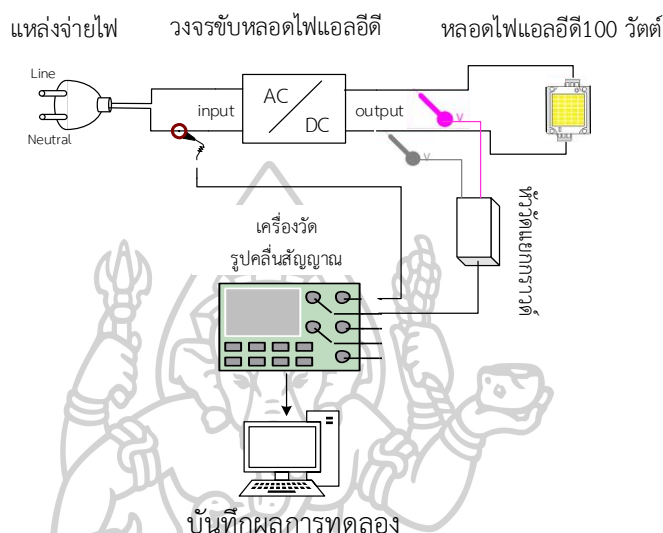 แหล่งจ่ายไฟ วงจรขับหลอดไฟแอลอีดี หลอดไฟแอลอีดี100 วัตต์
Line
Neutral
input
AC
DC
output
V
V
หัววัดแยกกราวด์
เครื่องวัด
รูปคลื่นสัญญาณ
บันทึกผลการทดลอง